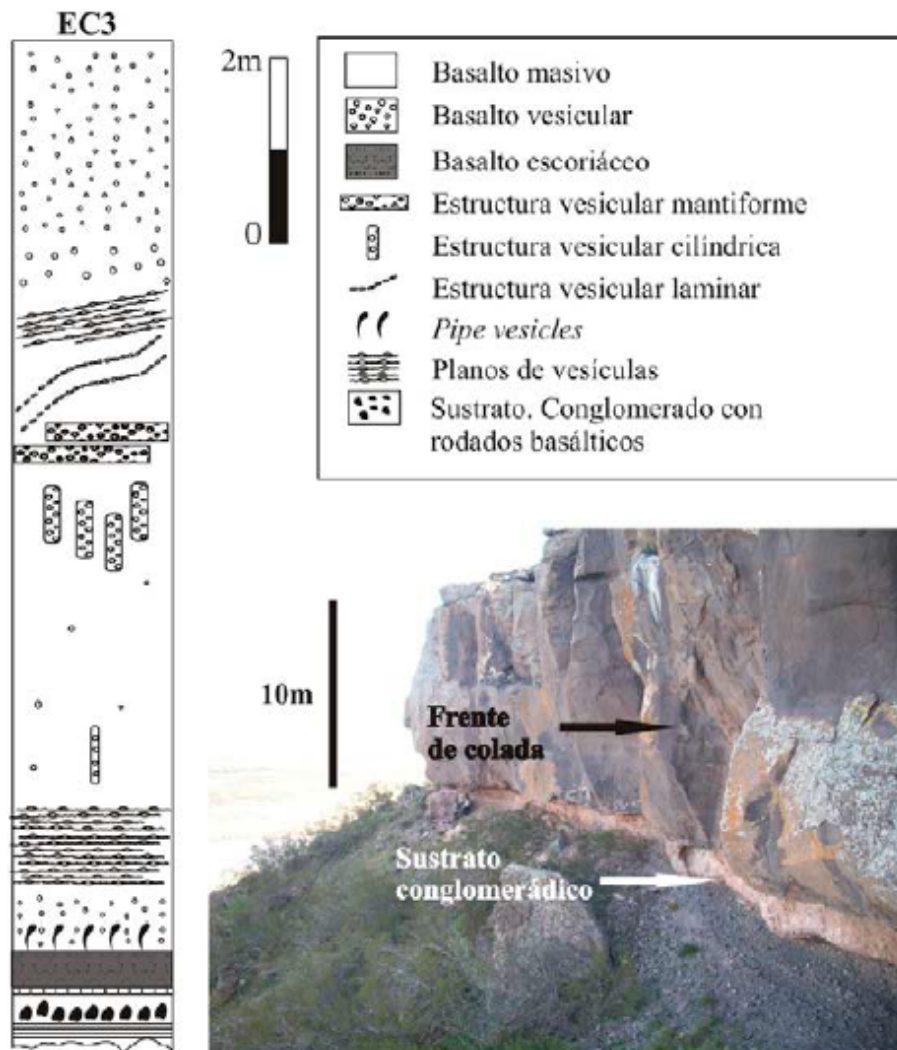 EC3
2m
0
Basalto masivo
Basalto vesicular
Basalto escoriácco
Estructura vesicular mantiforme
Estructura vesicular cilíndrica
Estructura vesicular laminar
Pipe vesicles
Planos de vesículas
Sustrato. Conglomerado con
rodados basálticos
10m
Frente
de colada
Sustrato
conglomerádico